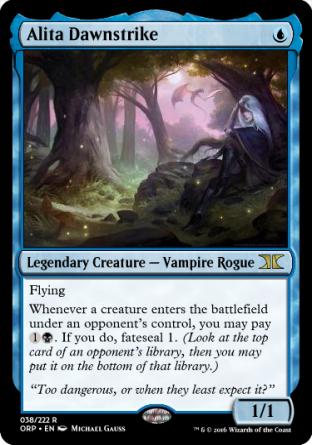 Alita Dawnstrike
Legendary Creature — Vampire Rogue
Flying
Whenever a creature enters the battlefield
under an opponent's control, you may pay
1. If you do, fateseal 1. (Look at the top
card of an opponent's library, then you may
put it on the bottom of that library.)
“Too dangerous, or when they least expect it?”
1/1
038/222 R
ORP • EN MICHAEL GAUSS
™ & © 2016 Wizards of the Coast